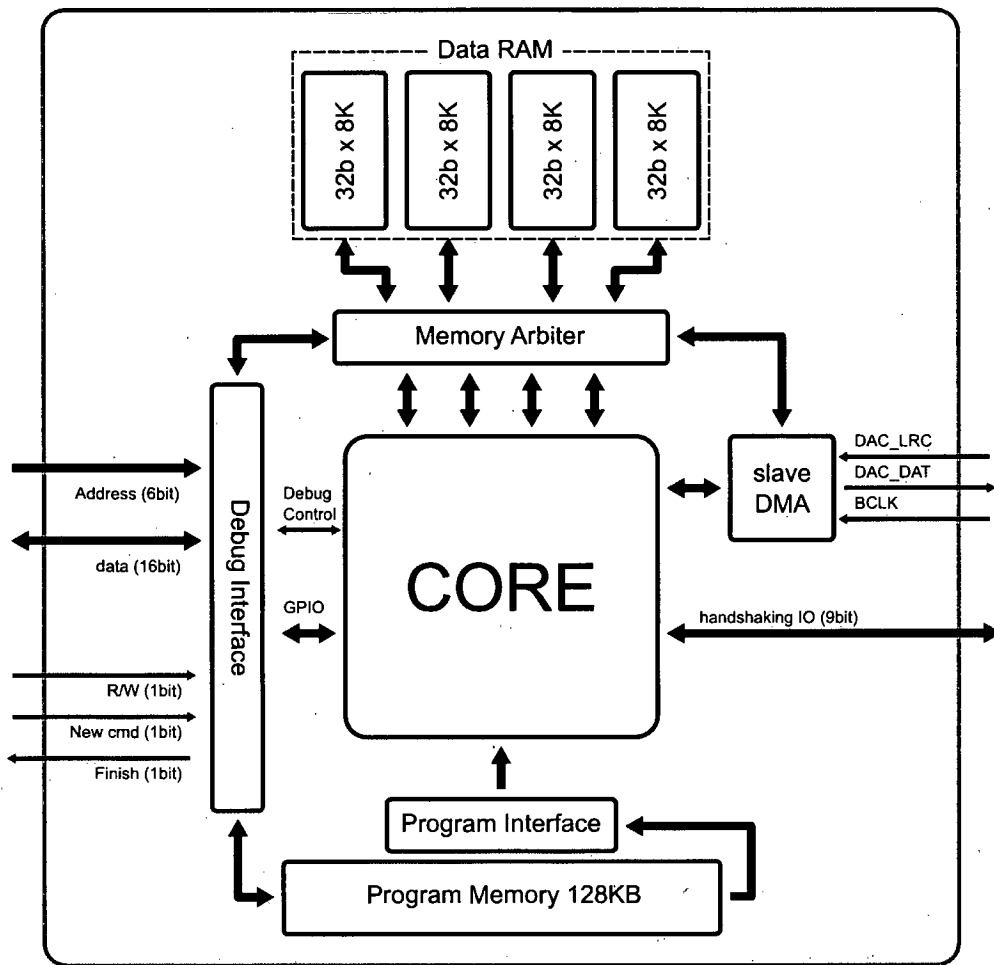 Data RAM
32b x 8K
32b x 8K
32b x 8K
32b x 8K
Memory Arbiter
Address (6bit)
data (16bit)
R/W (1bit)
New cmd (1bit)
Finish (1bit)
Debug Interface
Debug
Control
GPIO
CORE
slave
DMA
DAC_LRC
DAC_DAT
BCLK
handshaking IO (9bit)
Program Interface
Program Memory 128KB